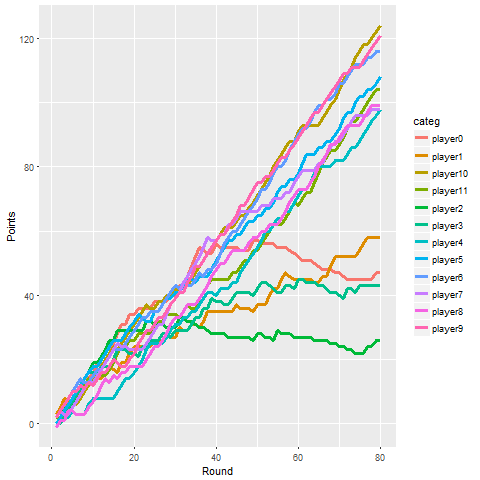 120
80
40
0
Points
0
20
40
60
80
Round
categ
player0
player1
player10
player11
player2
player3
player4
player5
player6
player7
player8
player9